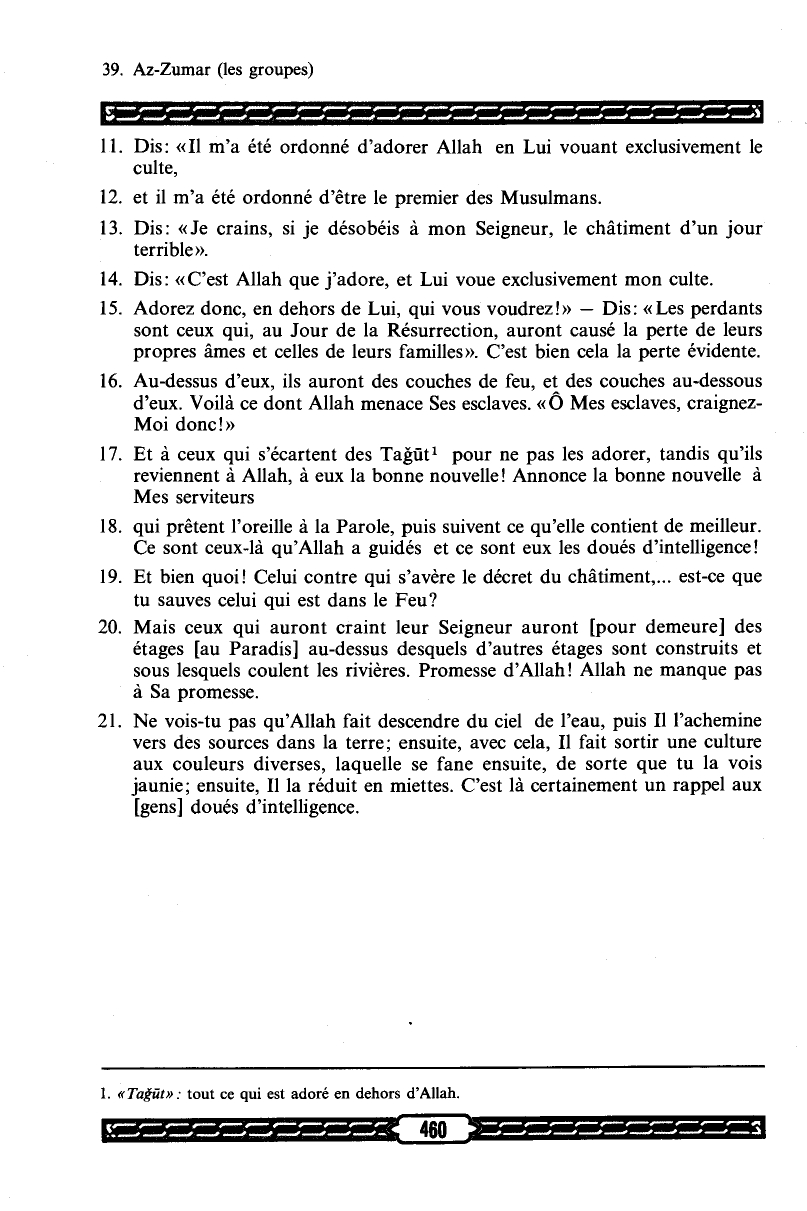 39. Az-Zumar (les groupes)
11. Dis: «Il m'a été ordonné d'adorer Allah en Lui vouant exclusivement le
culte,
12. et il m'a été ordonné d'être le premier des Musulmans.
13. Dis: «Je crains, si je désobéis à mon Seigneur, le châtiment d'un jour
terrible».
14. Dis: «C'est Allah que j'adore, et Lui voue exclusivement mon culte.
15. Adorez donc, en dehors de Lui, qui vous voudrez!» — Dis: «Les perdants
sont ceux qui, au Jour de la Résurrection, auront causé la perte de leurs
propres âmes et celles de leurs familles». C'est bien cela la perte évidente.
16. Au-dessus d'eux, ils auront des couches de feu, et des couches au-dessous
d'eux. Voilà ce dont Allah menace Ses esclaves. «Ô Mes esclaves, craignez-
Moi donc!»
17. Et à ceux qui s'écartent des Taǧūt¹ pour ne pas les adorer, tandis qu'ils
reviennent à Allah, à eux la bonne nouvelle! Annonce la bonne nouvelle à
Mes serviteurs
18. qui prêtent l'oreille à la Parole, puis suivent ce qu'elle contient de meilleur.
Ce sont ceux-là qu'Allah a guidés et ce sont eux les doués d'intelligence!
19. Et bien quoi! Celui contre qui s'avère le décret du châtiment,... est-ce que
tu sauves celui qui est dans le Feu?
20. Mais ceux qui auront craint leur Seigneur auront [pour demeure] des
étages [au Paradis] au-dessus desquels d'autres étages sont construits et
sous lesquels coulent les rivières. Promesse d'Allah! Allah ne manque pas
à Sa promesse.
21. Ne vois-tu pas qu'Allah fait descendre du ciel de l'eau, puis Il l'achemine
vers des sources dans la terre; ensuite, avec cela, Il fait sortir une culture
aux couleurs diverses, laquelle se fane ensuite, de sorte que tu la vois
jaunie; ensuite, Il la réduit en miettes. C'est là certainement un rappel aux
[gens] doués d'intelligence.
1. «Taǧūt» : tout ce qui est adoré en dehors d'Allah.
460